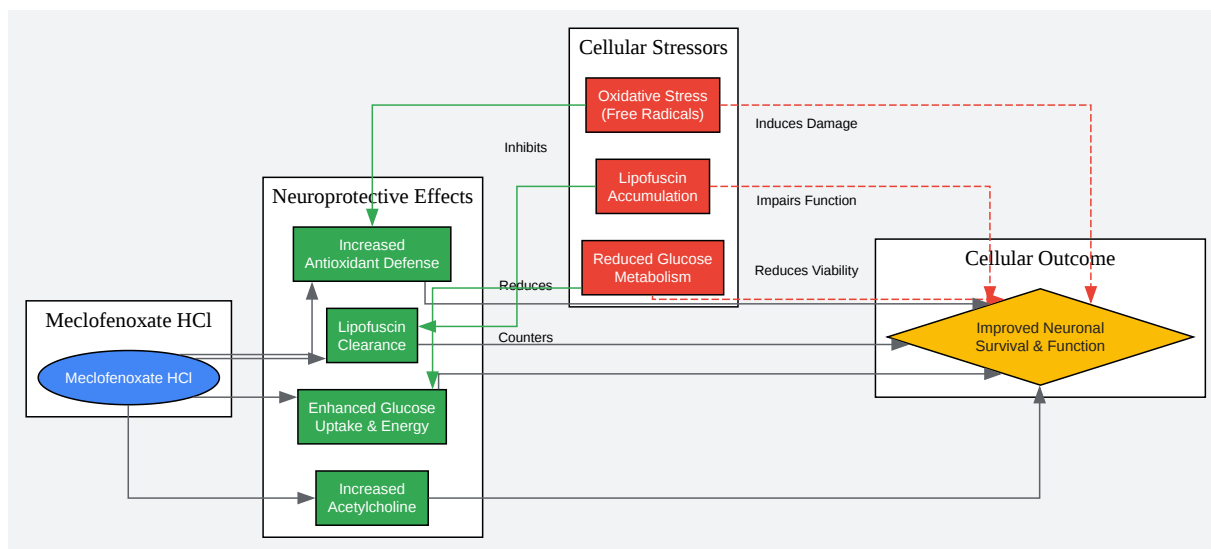 Cellular Stressors
Oxidative Stress
(Free Radicals)
Induces Damage
Inhibits
Lipofuscin
Accumulation
Impairs Function
Neuroprotective Effects
Increased
Antioxidant Defense
Reduced Glucose
Metabolism
Reduces Viability
Cellular Outcome
Reduces
Meclofenoxate HCl
Lipofuscin
Clearance
Counters
Improved Neuronal
Survival & Function
Meclofenoxate HCl
Enhanced Glucose
Uptake & Energy
Increased
Acetylcholine